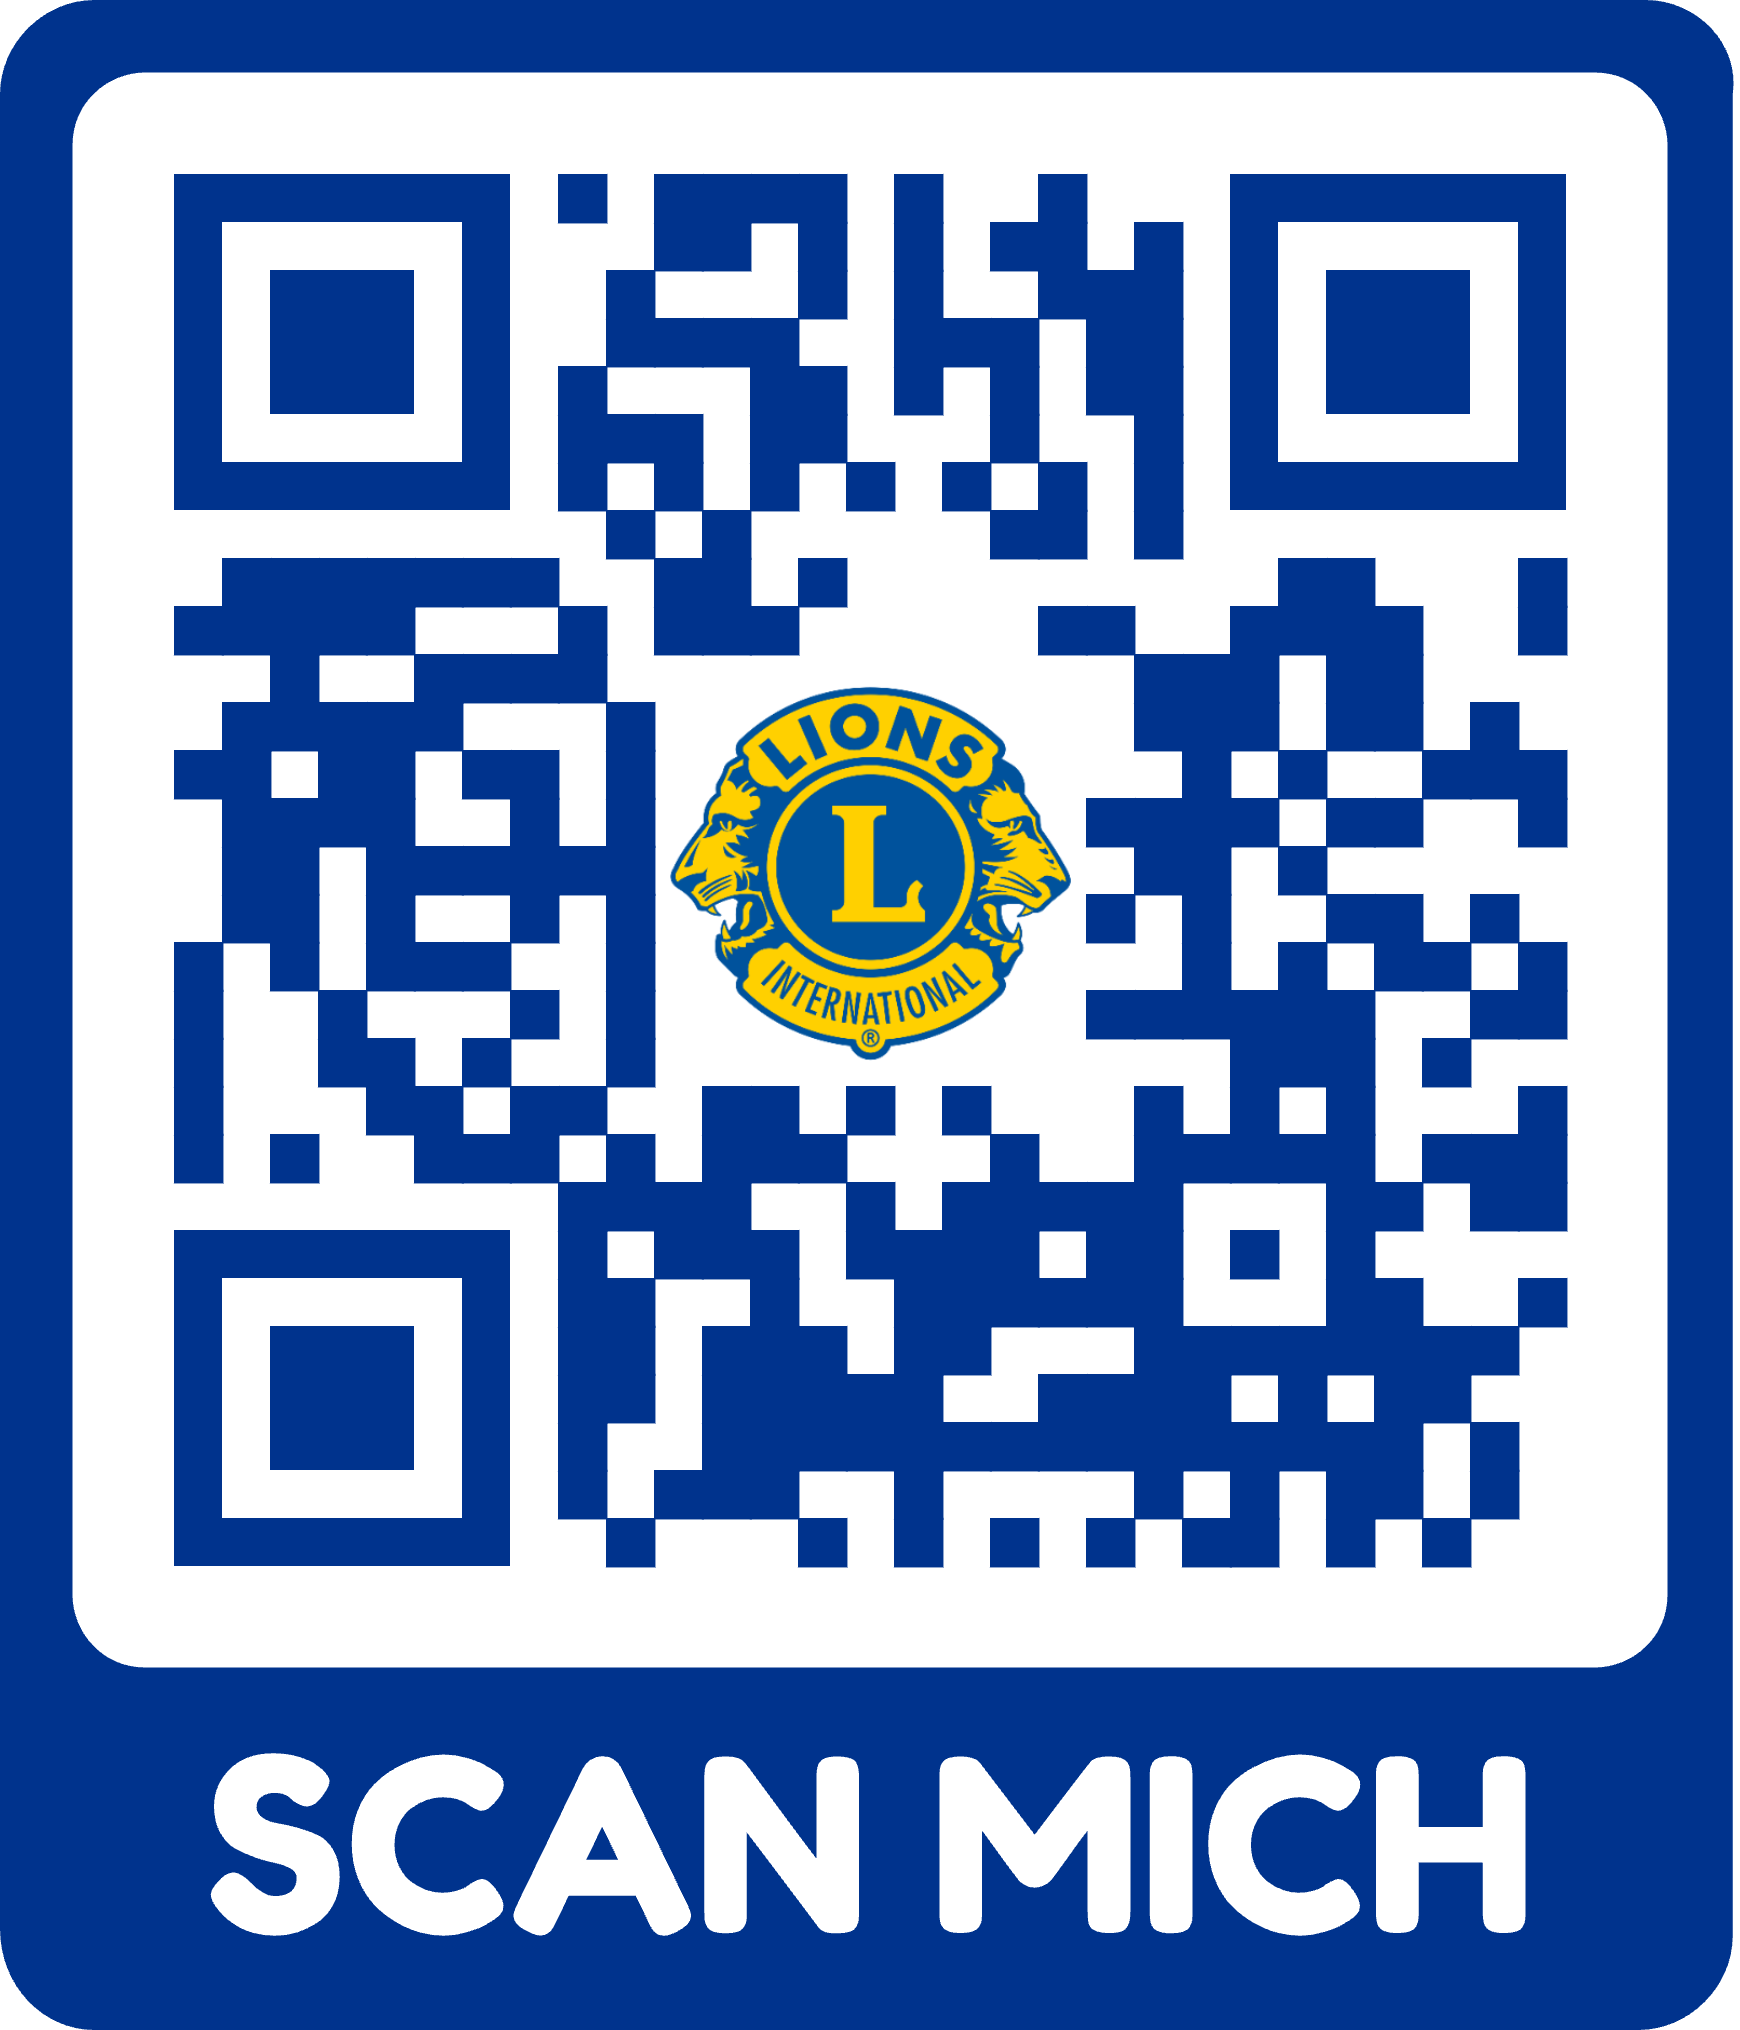 LIONS
L
INTERNATIONAL
®
SCAN MICH